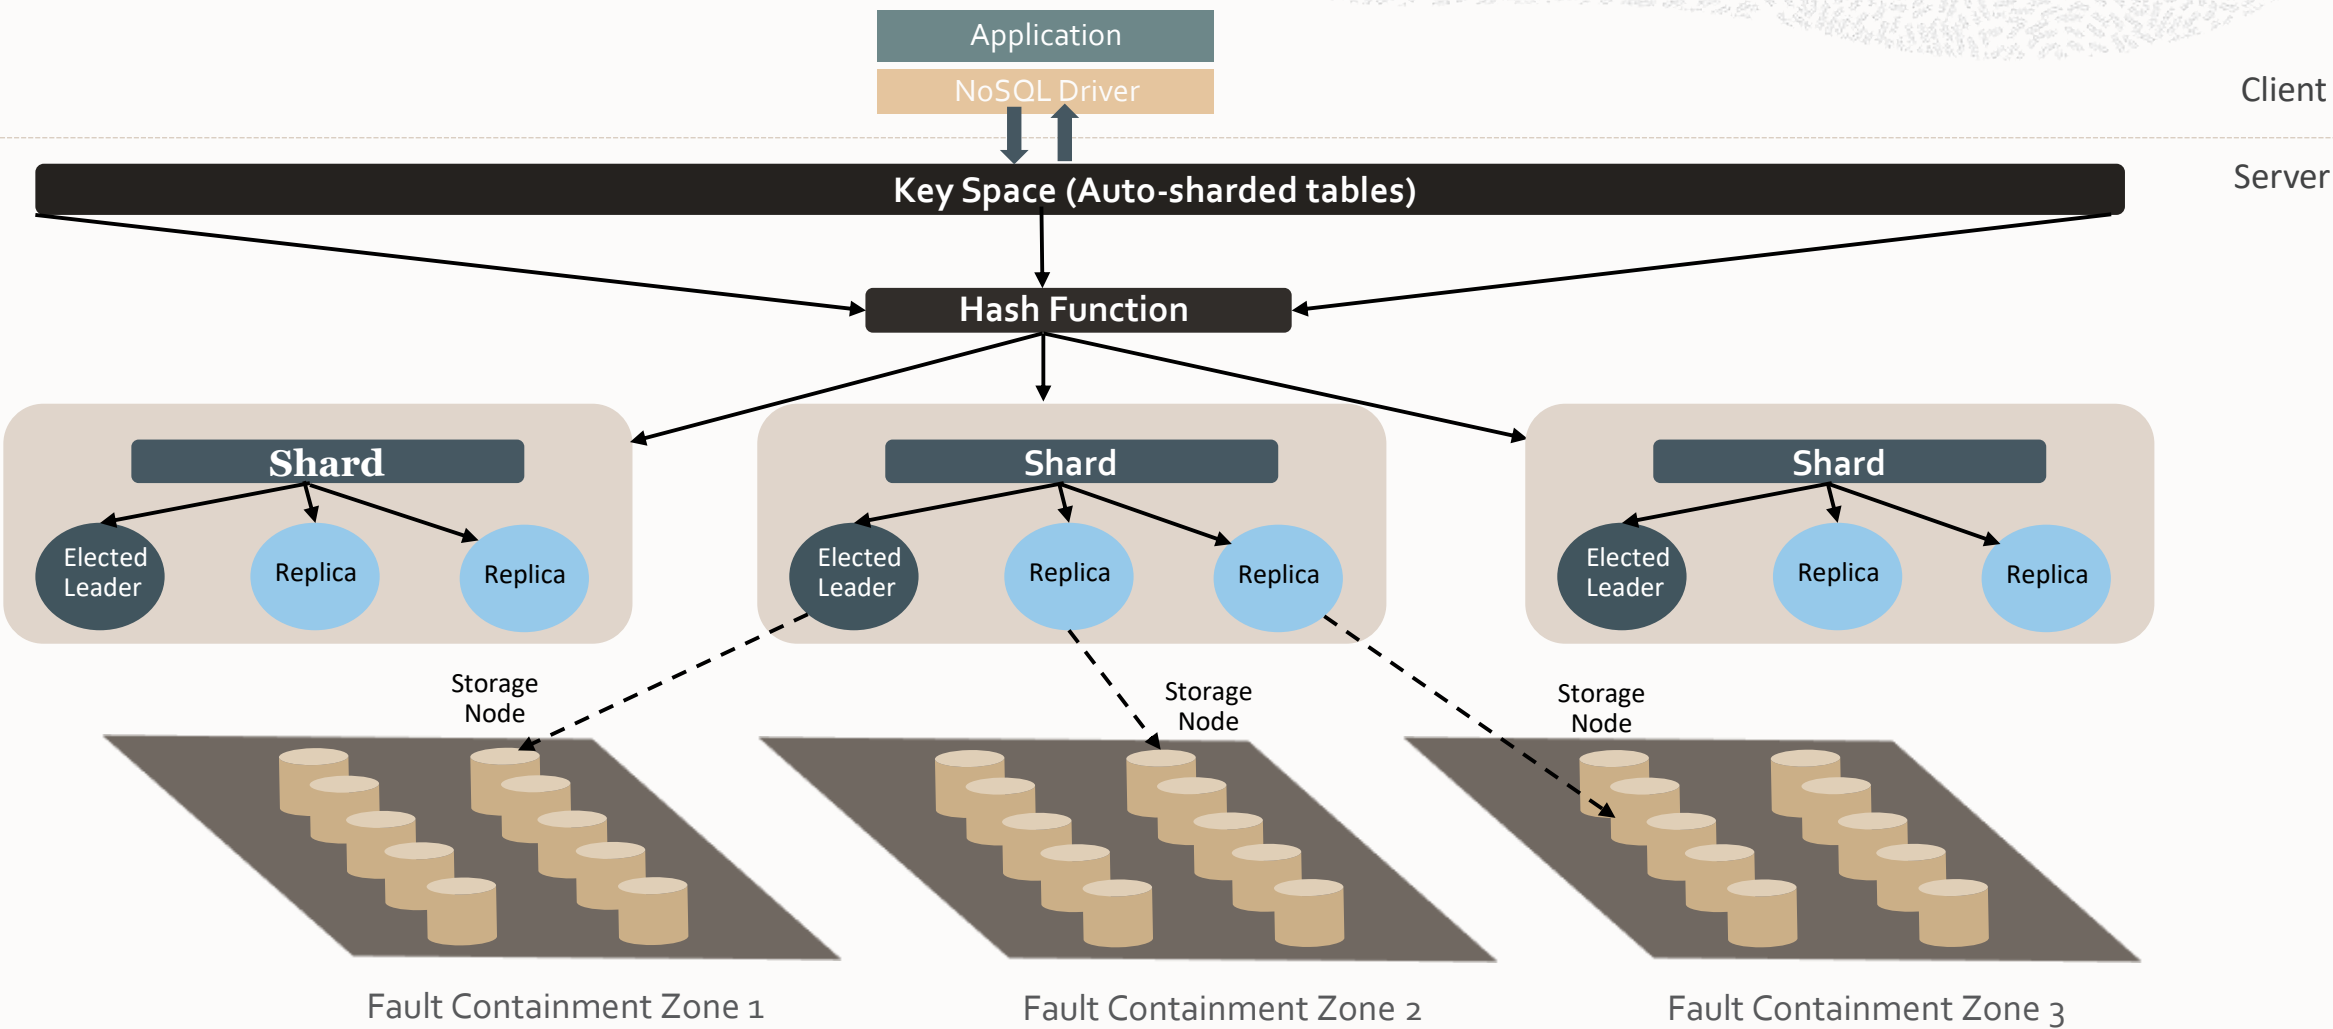 Application
NoSQL Driver
Client
Server
Key Space (Auto-sharded tables)
Hash Function
Shard
Elected
Leader
Replica
Replica
Shard
Elected
Leader
Replica
Replica
Shard
Elected
Leader
Replica
Replica
Storage
Node
Storage
Node
Storage
Node
Fault Containment Zone 1
Fault Containment Zone 2
Fault Containment Zone 3